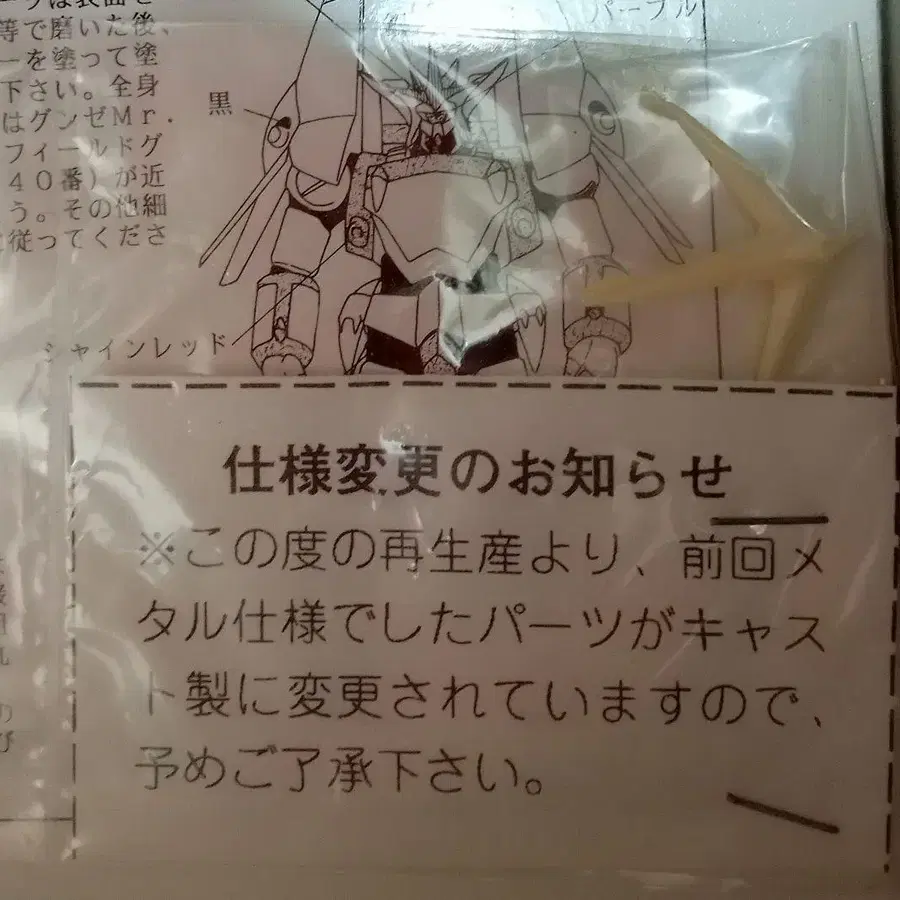 等で磨いた後、
ーを塗って塗
下さい。全身
はグンゼMr.
フィールドグ
40番)が近
う。その他細
従ってくださ
パープル
黒
シャインレッド
仕様変更のお知らせ
※この度の再生産より、前回メ
タル仕様でしたパーツがキャス
ト製に変更されていますので、
予めご了承下さい。